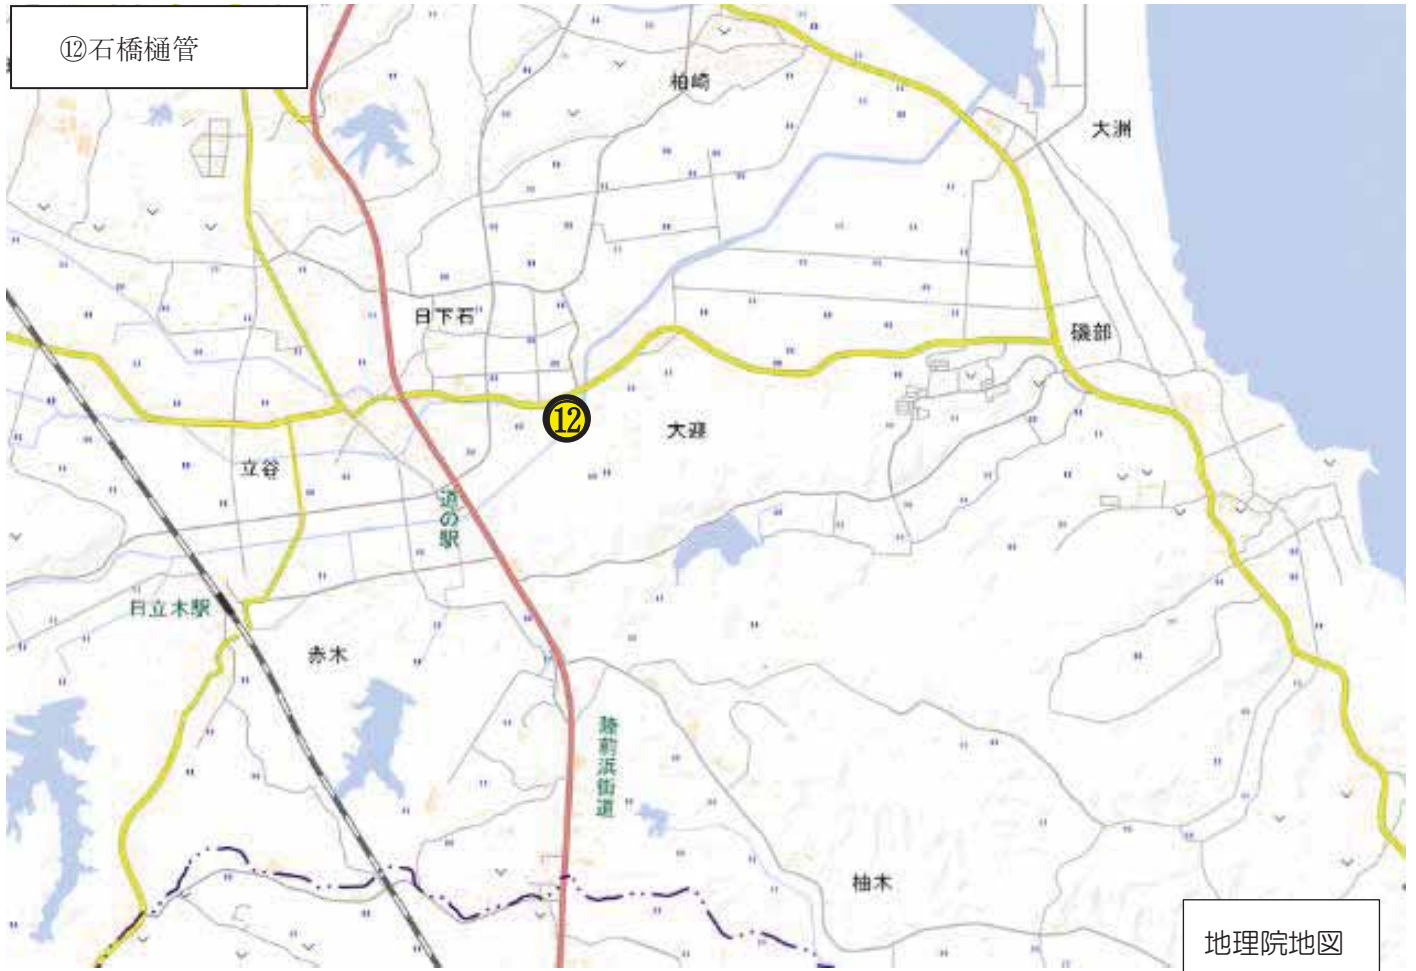 ⑫石橋樋管
柏崎
大洲
日下石
磯部
⑫
大迎
立谷
道の駅
日立木駅
赤木
陸前浜街道
柚木
地理院地図